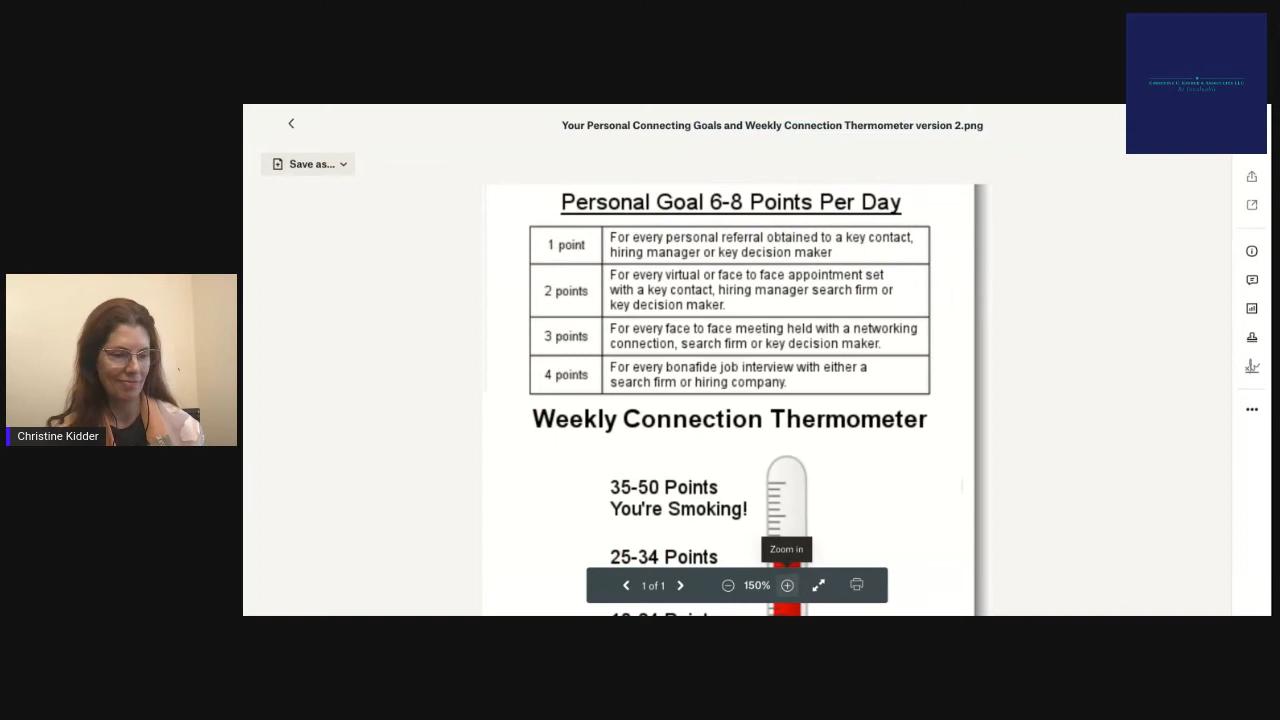 Your Personal Connecting Goals and Weekly Connection Thermometer version 2.png
Save as...
Personal Goal 6-8 Points Per Day
1 point
For every personal referral obtained to a key contact,
hiring manager or key decision maker
2 points
For every virtual or face to face appointment set
with a key contact, hiring manager search firm or
key decision maker.
3 points
For every face to face meeting held with a networking
connection, search firm or key decision maker.
4 points
For every bonafide job interview with either a
search firm or hiring company.
Weekly Connection Thermometer
35-50 Points
You're Smoking!
25-34 Points
Zoom in
1 of 1
150%
Christine Kidder